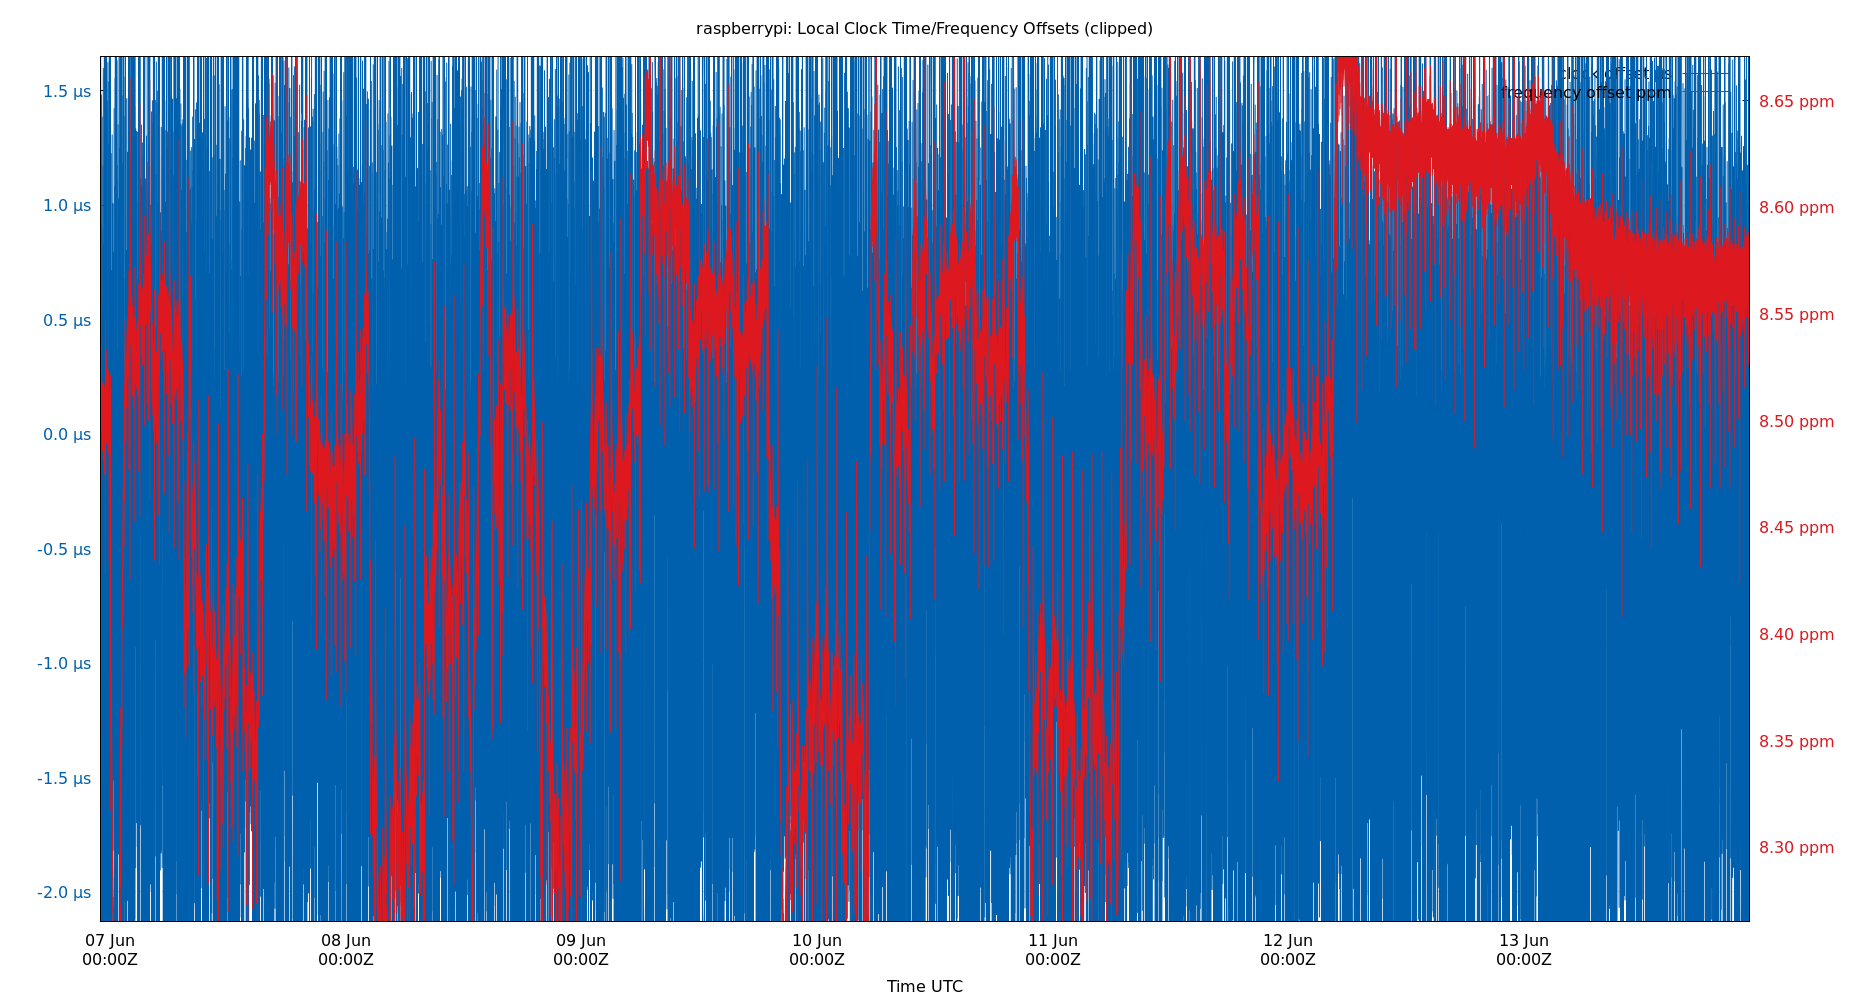 raspberrypi: Local Clock Time/Frequency Offsets (clipped)
clock offset μs
frequency offset ppm
1.5 μs
1.0 μs
0.5 μs
0.0 μs
-0.5 μs
-1.0 μs
-1.5 μs
-2.0 μs
8.65 ppm
8.60 ppm
8.55 ppm
8.50 ppm
8.45 ppm
8.40 ppm
8.35 ppm
8.30 ppm
07 Jun
00:00Z
08 Jun
00:00Z
09 Jun
00:00Z
10 Jun
00:00Z
11 Jun
00:00Z
12 Jun
00:00Z
13 Jun
00:00Z
Time UTC